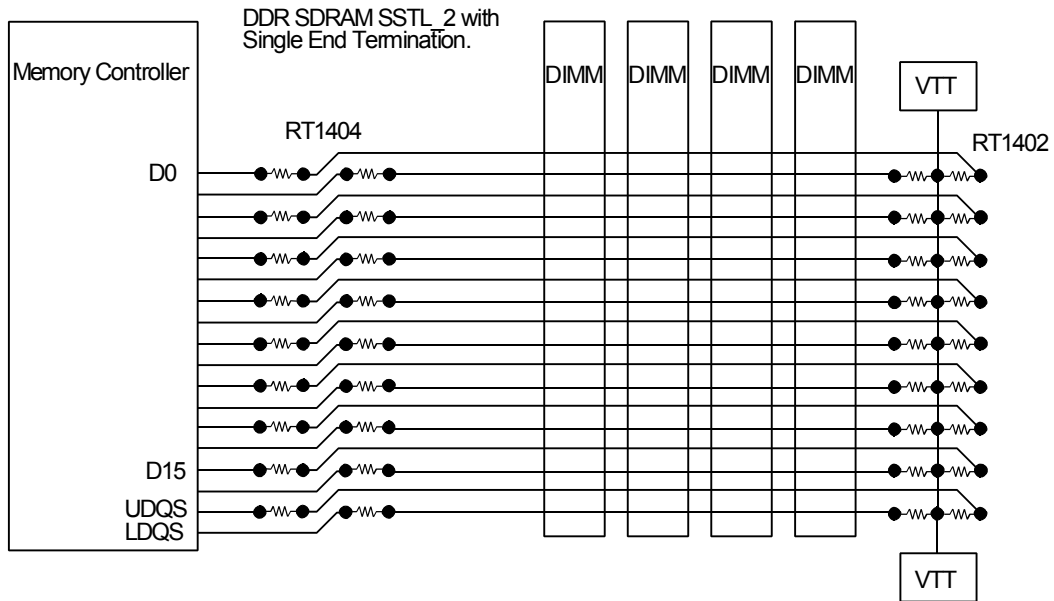 DDR SDRAM SSTL_2 with
Single End Termination.
Memory Controller
DIMM DIMM DIMM DIMM
VTT
RT1404
RT1402
D0
D15
UDQS
LDQS
VTT